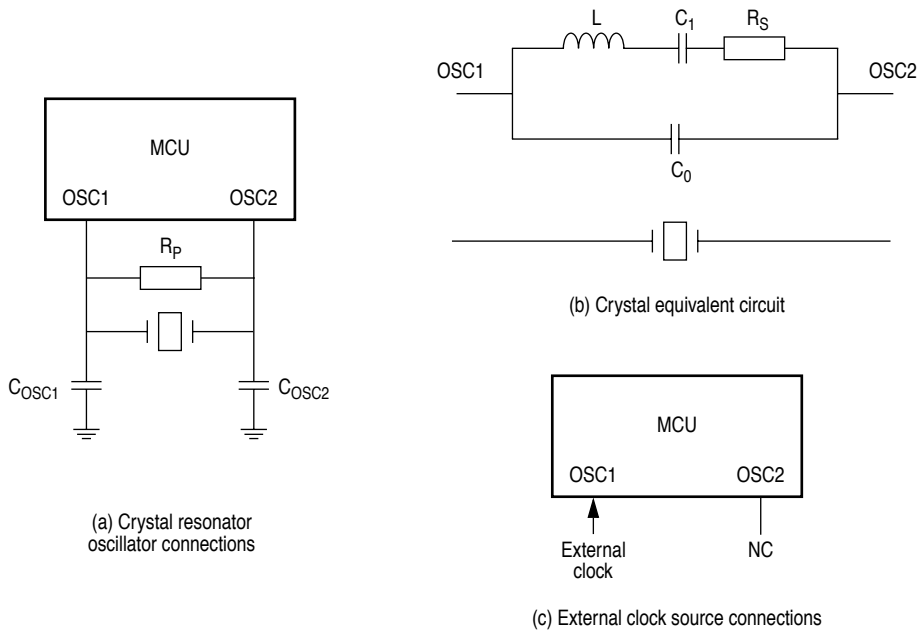 MCU
OSC1 OSC2
R_P
C_OSC1 C_OSC2
(a) Crystal resonator
oscillator connections
L C_1 R_S
OSC1 OSC2
C_0
(b) Crystal equivalent circuit
MCU
OSC1 OSC2
External
clock
NC
(c) External clock source connections